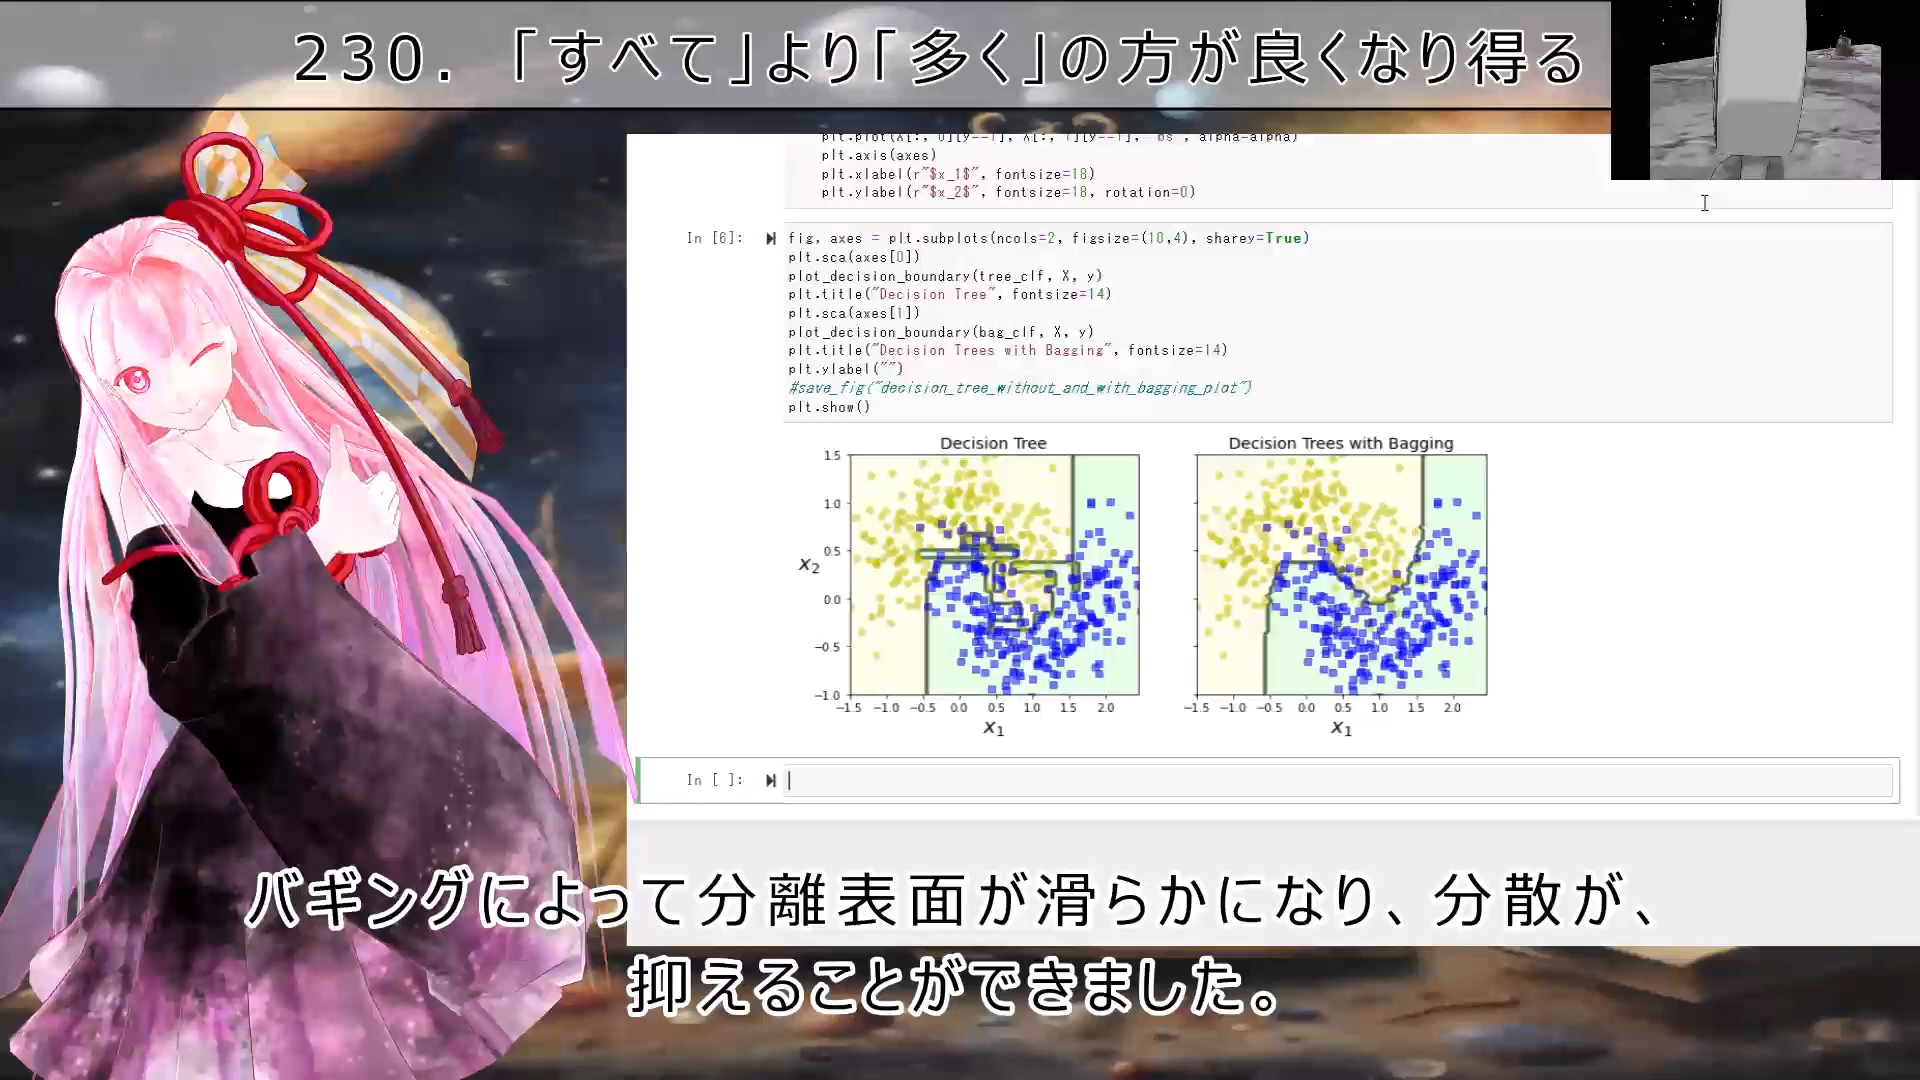 230. 「すべて」より「多く」の方が良くなり得る
plt.axis(axes)
plt.xlabel(r"$x_1$", fontsize=18)
plt.ylabel(r"$x_2$", fontsize=18, rotation=0)
In [6]:
fig, axes = plt.subplots(ncols=2, figsize=(10,4), sharey=True)
plt.sca(axes[0])
plot_decision_boundary(tree_clf, X, y)
plt.title("Decision Tree", fontsize=14)
plt.sca(axes[1])
plot_decision_boundary(bag_clf, X, y)
plt.title("Decision Trees with Bagging", fontsize=14)
plt.ylabel("")
#save_fig("decision_tree_without_and_with_bagging_plot")
plt.show()
Decision Tree
1.5
1.0
0.5
0.0
−0.5
−1.0
x2
−1.5 −1.0 −0.5 0.0 0.5 1.0 1.5 2.0
x1
Decision Trees with Bagging
−1.5 −1.0 −0.5 0.0 0.5 1.0 1.5 2.0
x1
In [ ]:
バギングによって分離表面が滑らかになり、分散が、
抑えることができました。